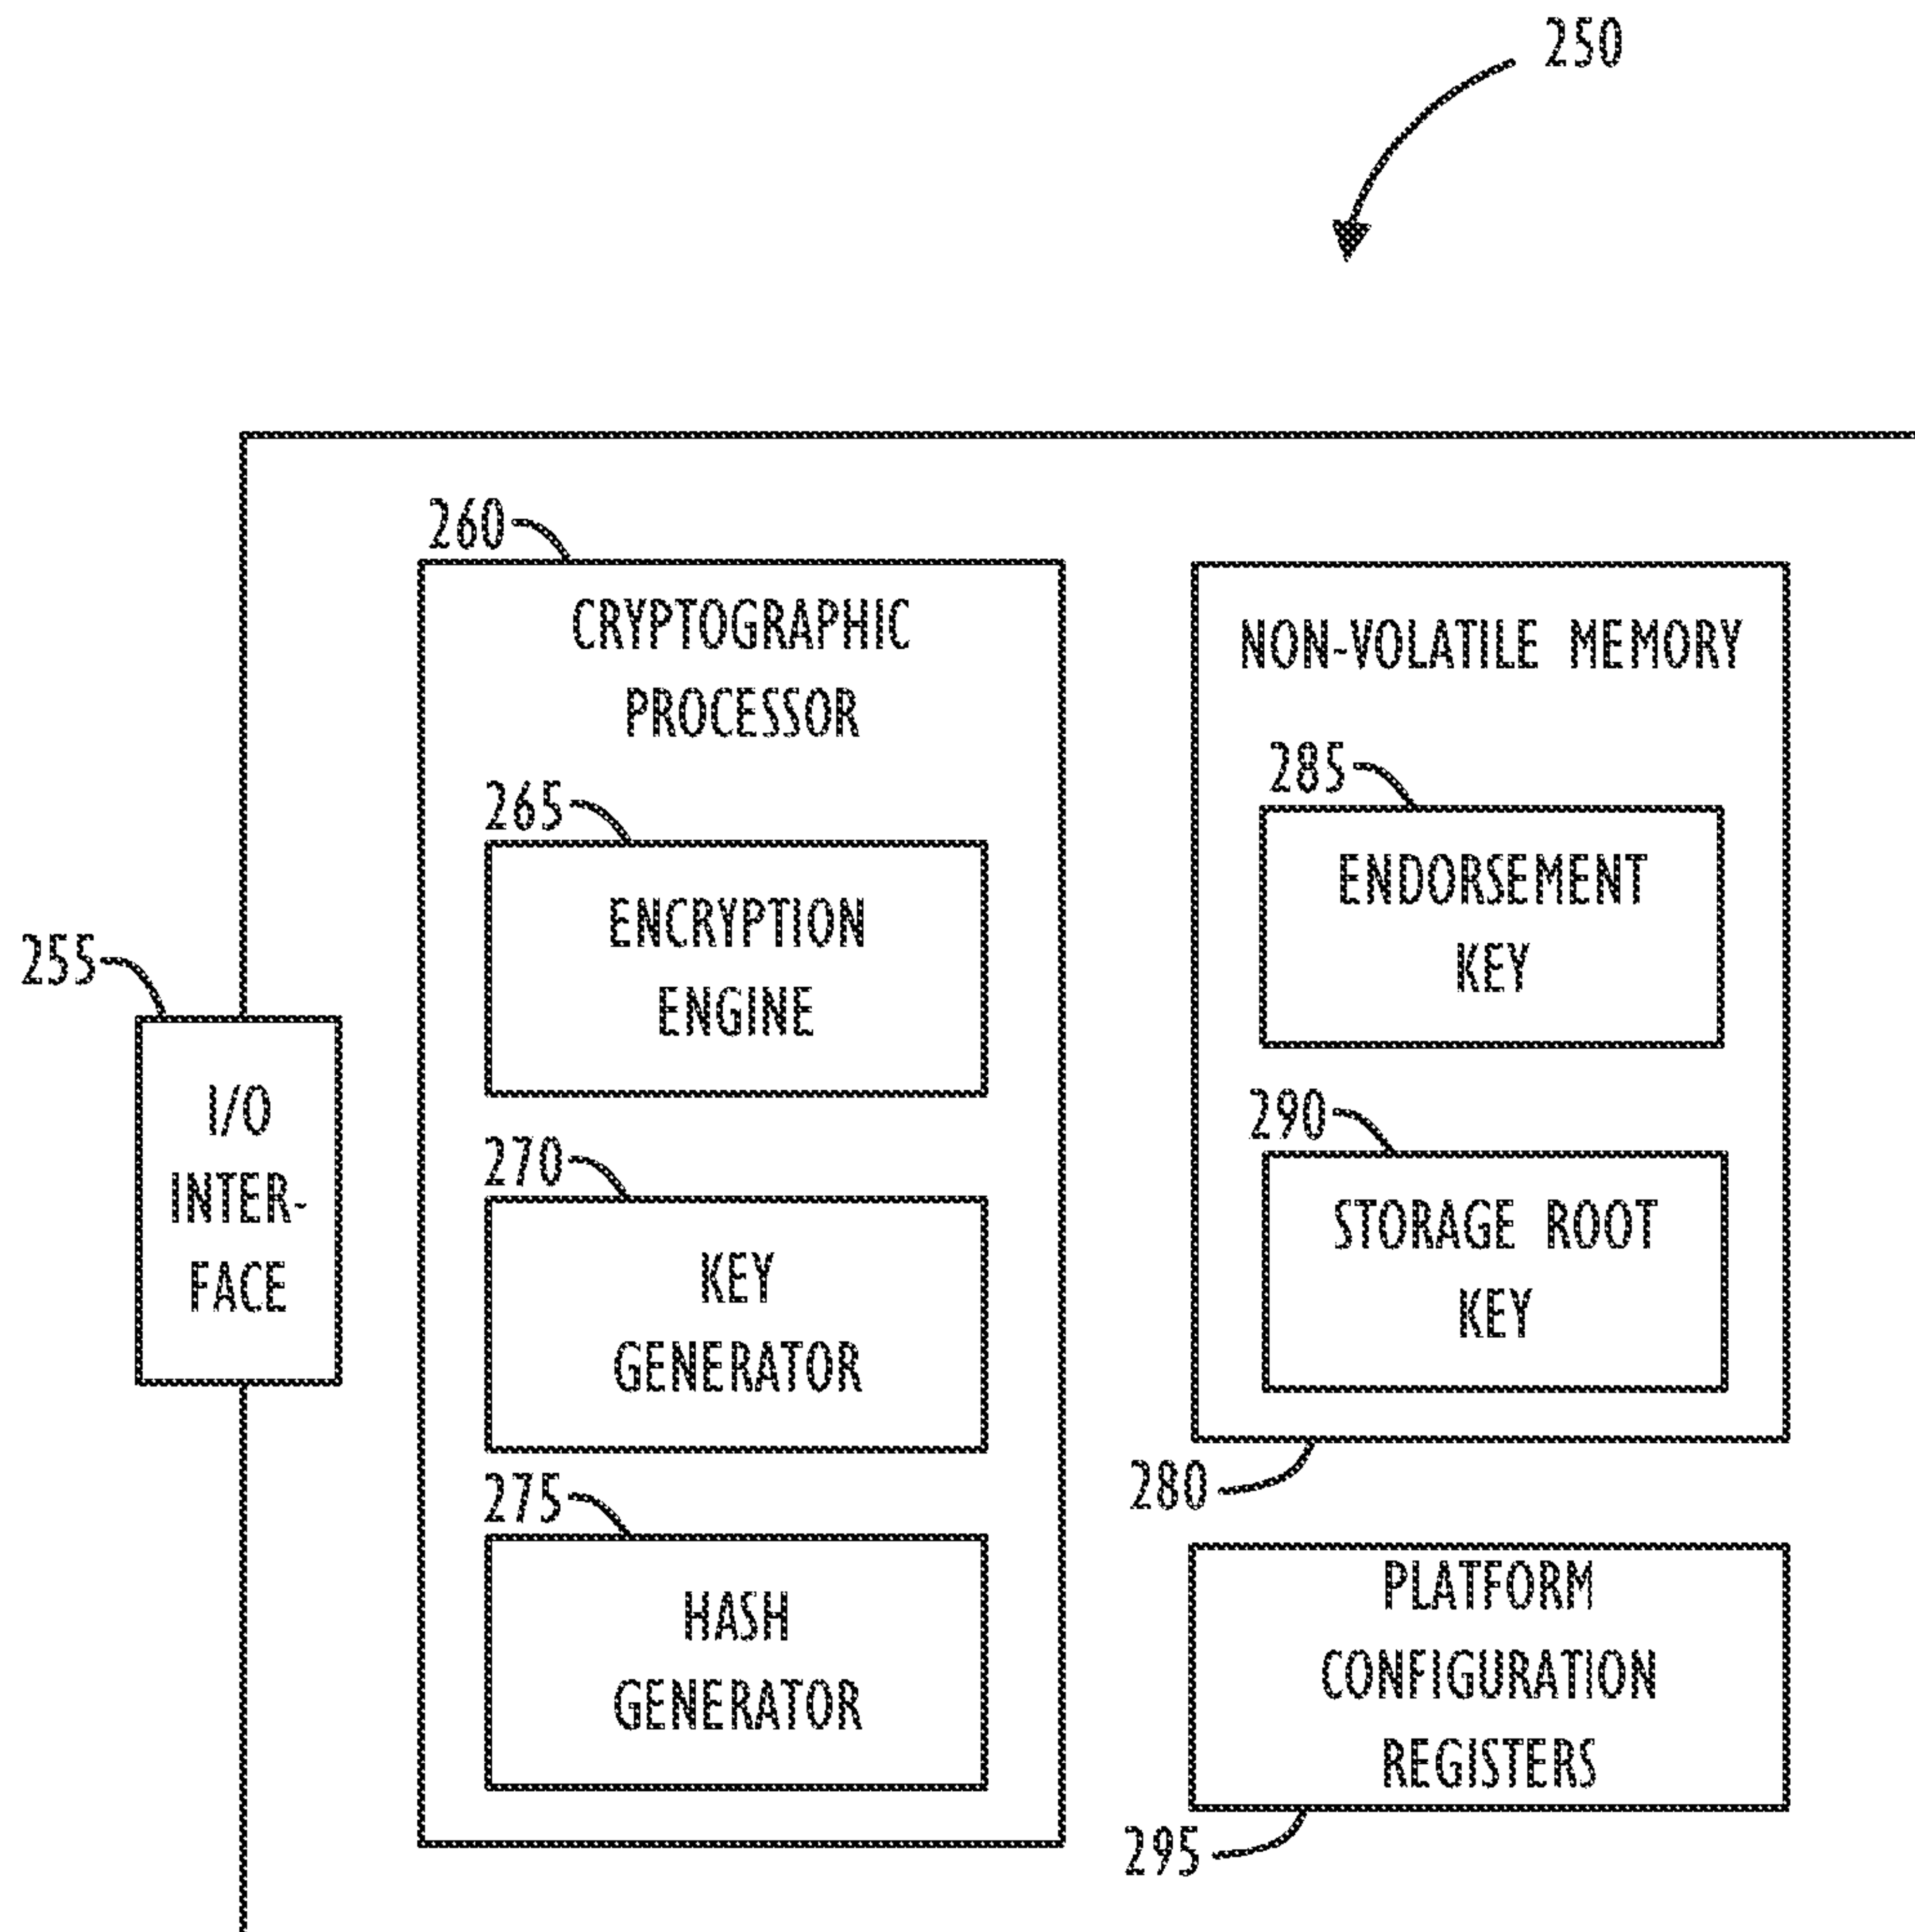 250
260
CRYPTOGRAPHIC
PROCESSOR
265
ENCRYPTION
ENGINE
270
KEY
GENERATOR
275
HASH
GENERATOR
255
I/O
INTER-
FACE
NON-VOLATILE MEMORY
285
ENDORSEMENT
KEY
290
STORAGE ROOT
KEY
280
PLATFORM
CONFIGURATION
REGISTERS
295